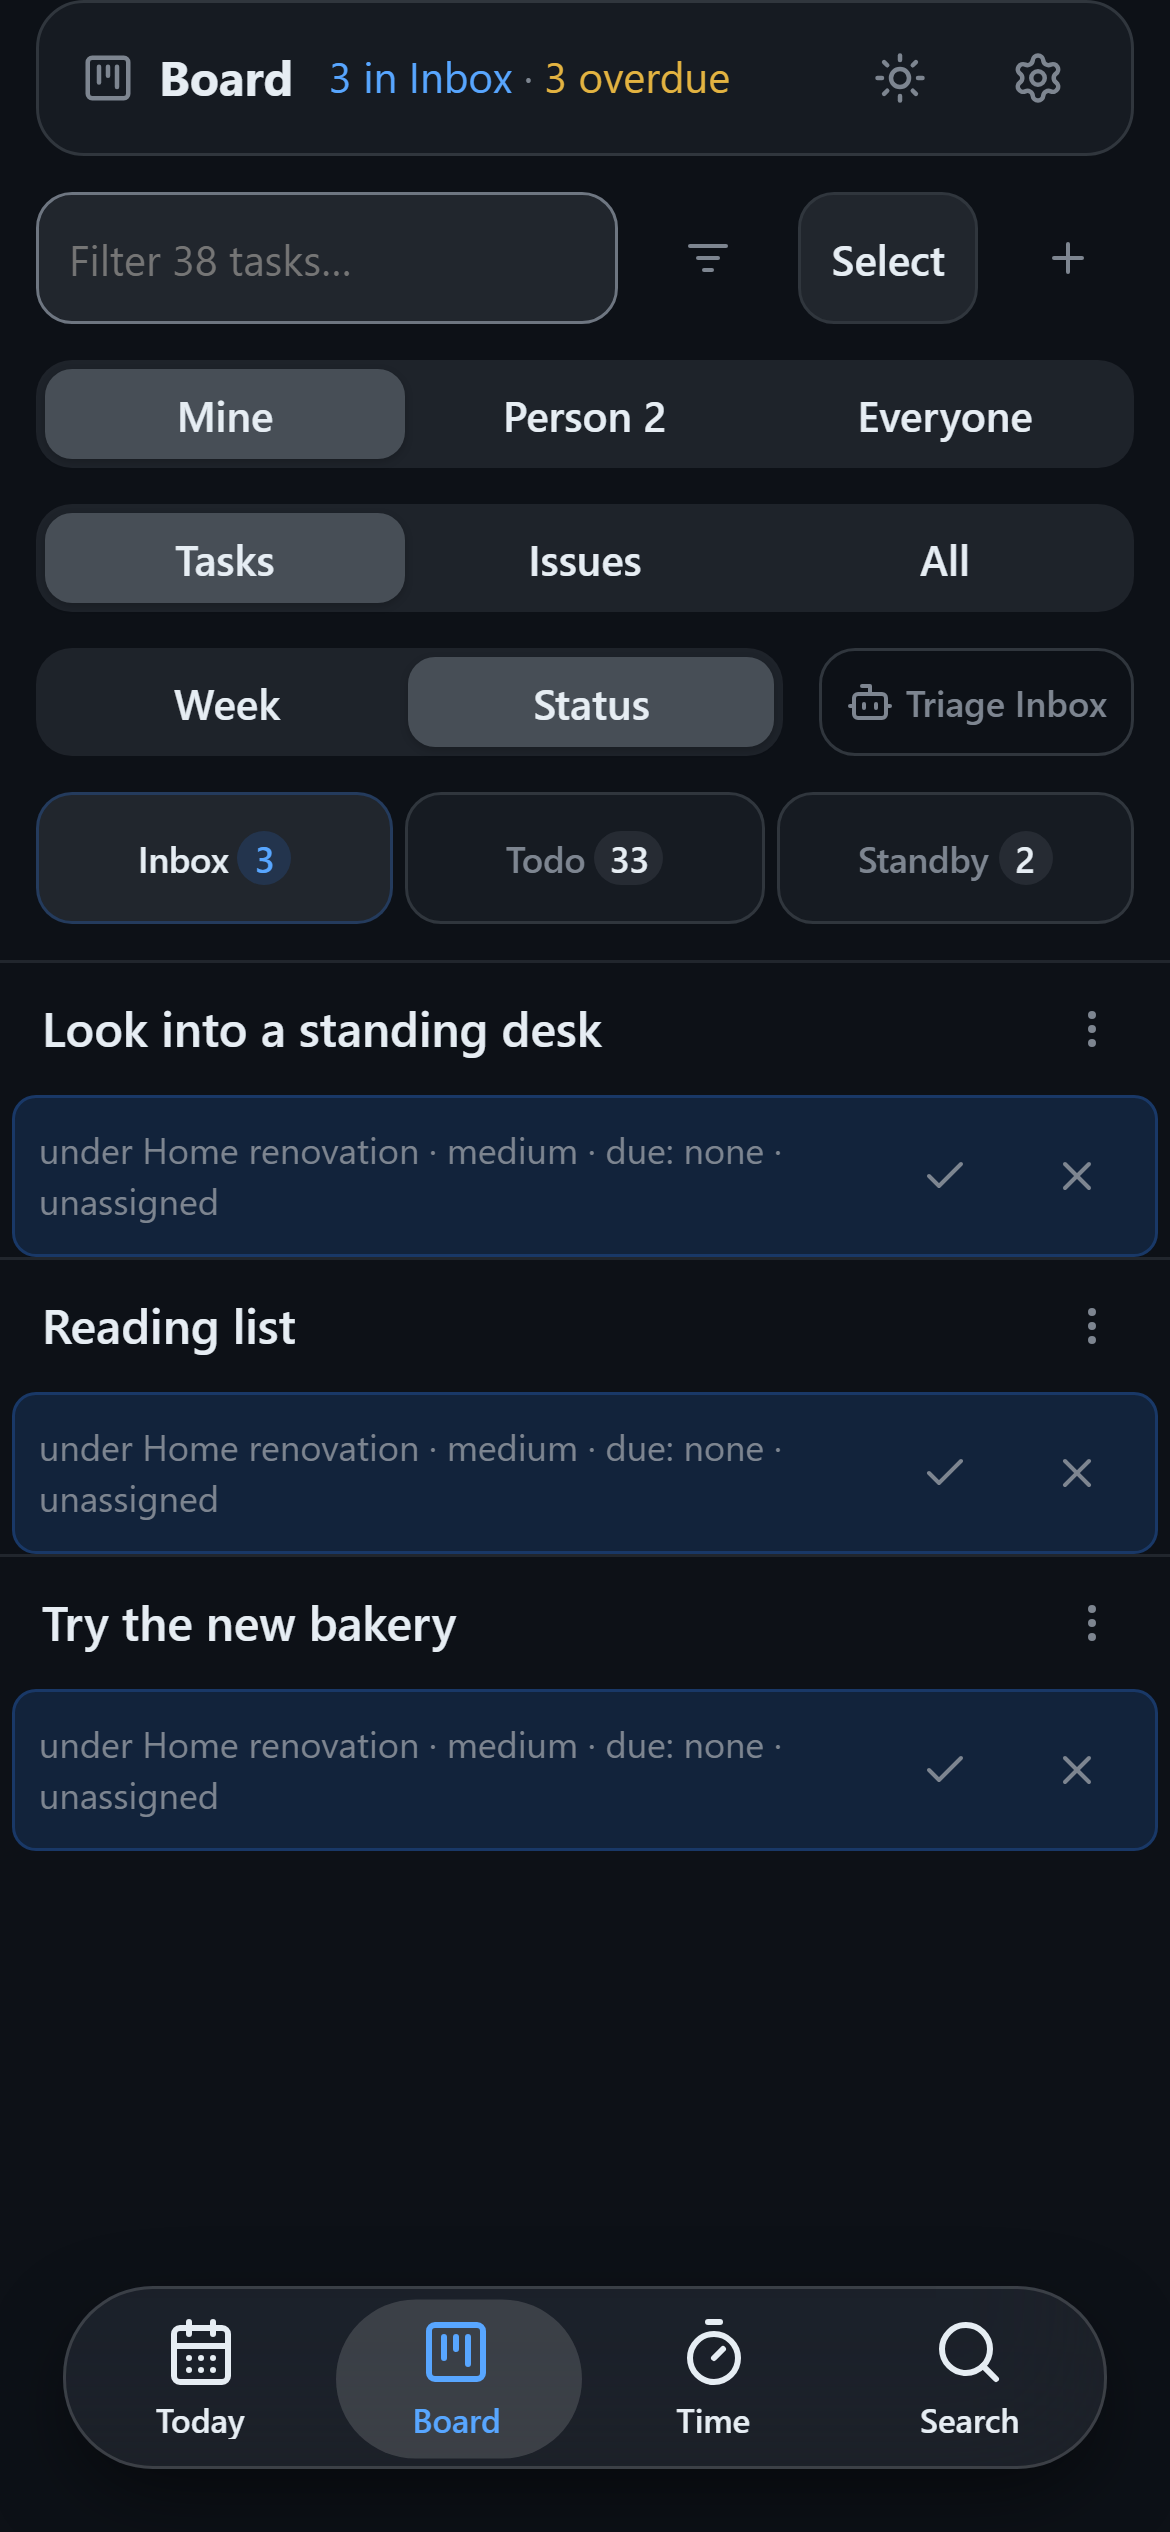 Board 3 in Inbox · 3 overdue
Filter 38 tasks...
Select
Mine Person 2 Everyone
Tasks Issues All
Week Status Triage Inbox
Inbox 3 Todo 33 Standby 2
Look into a standing desk
under Home renovation · medium · due: none ·
unassigned
Reading list
under Home renovation · medium · due: none ·
unassigned
Try the new bakery
under Home renovation · medium · due: none ·
unassigned
Today Board Time Search